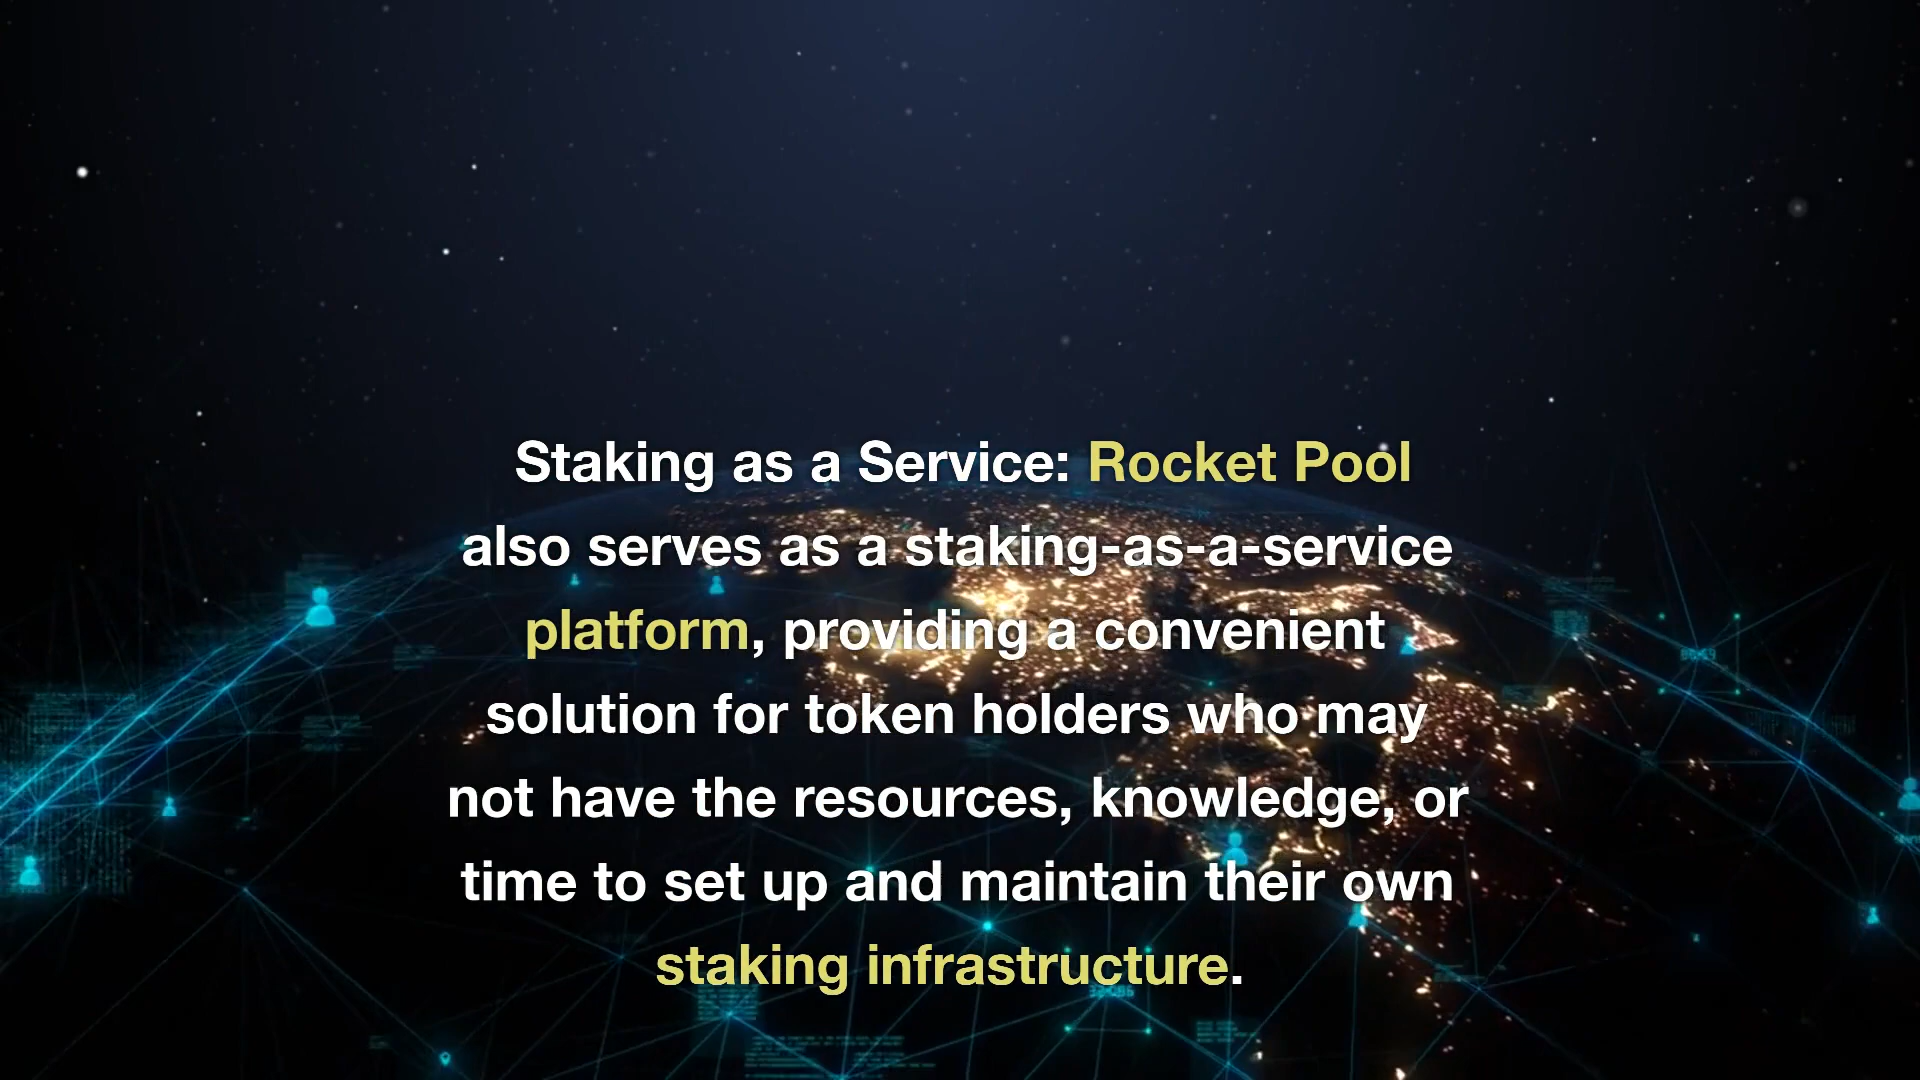 Staking as a Service: Rocket Pool
also serves as a staking-as-a-service
platform, providing a convenient
solution for token holders who may
not have the resources, knowledge, or
time to set up and maintain their own
staking infrastructure.